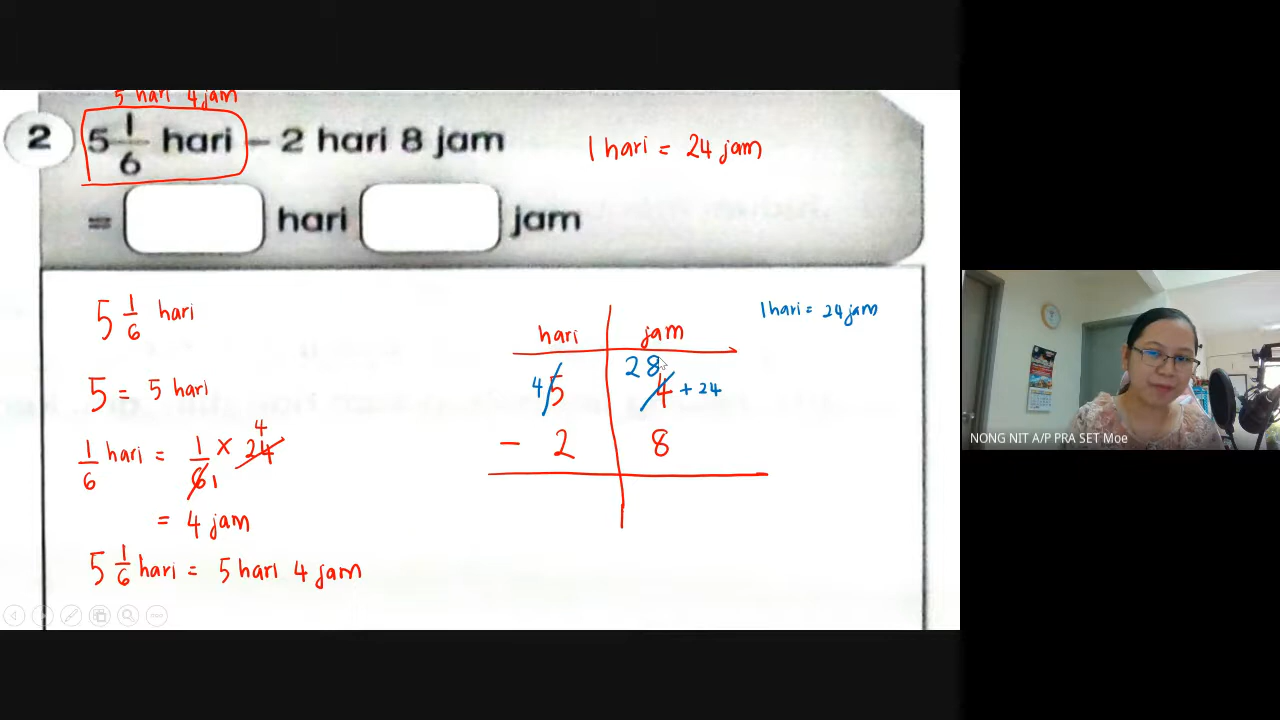 5 hari 4 jam
2 5 1/6 hari - 2 hari 8 jam
1 hari = 24 jam
= hari jam
5 1/6 hari
5 = 5 hari
1/6 hari = 1/6 1 x 24 4
= 4 jam
5 1/6 hari = 5 hari 4 jam
1 hari = 24 jam
hari jam
28
4 5 4 + 24
- 2 8
NONG NIT A/P PRA SET Moe